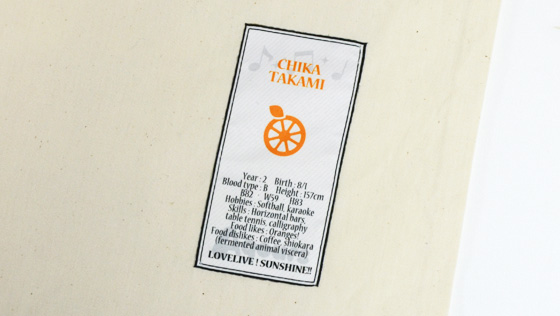 CHIKA
TAKAMI
Year : 2 Birth : 8/1
Blood type : B Height : 157cm
B82 W59 H83
Hobbies : Softball, karaoke
Skills : Horizontal bars,
table tennis, calligraphy
Food likes : Oranges!
Food dislikes : Coffee, shiokara
(fermented animal viscera)
LOVELIVE ! SUNSHINE!!